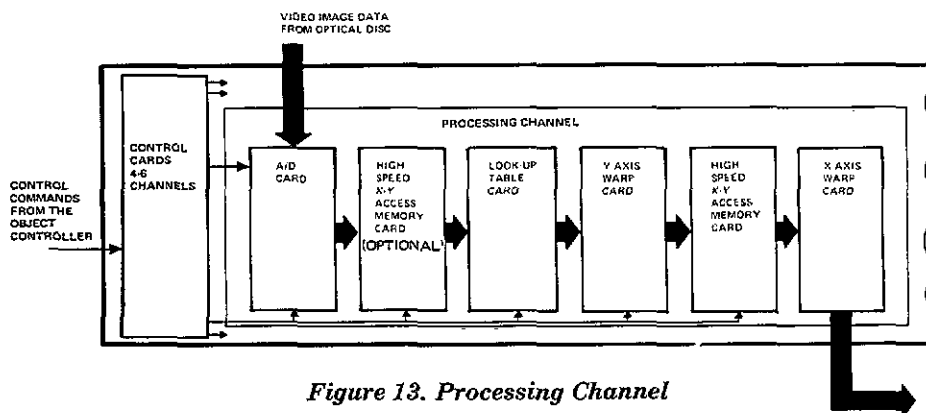 VIDEO IMAGE DATA
FROM OPTICAL DISC
PROCESSING CHANNEL
CONTROL
CARDS
4-6
CHANNELS
CONTROL
COMMANDS
FROM THE
OBJECT
CONTROLLER
A/D
CARD
HIGH
SPEED
X-Y
ACCESS
MEMORY
CARD
(OPTIONAL)
LOOK-UP
TABLE
CARD
Y AXIS
WARP
CARD
HIGH
SPEED
X-Y
ACCESS
MEMORY
CARD
X AXIS
WARP
CARD
Figure 13. Processing Channel